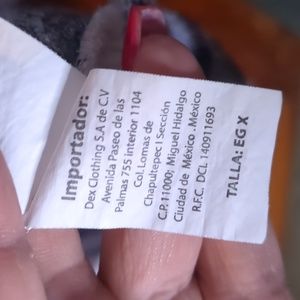 Importador:
Dex Clothing S.A de C.V
Avenida Paseo de las
Palmas 755 Interior 1104
Col.Lomas de
Chapultepec I Sección
C.P.11000; Miguel Hidalgo
Ciudad de México .México
R.F.C. DCL 140911693
TALLA: EG X